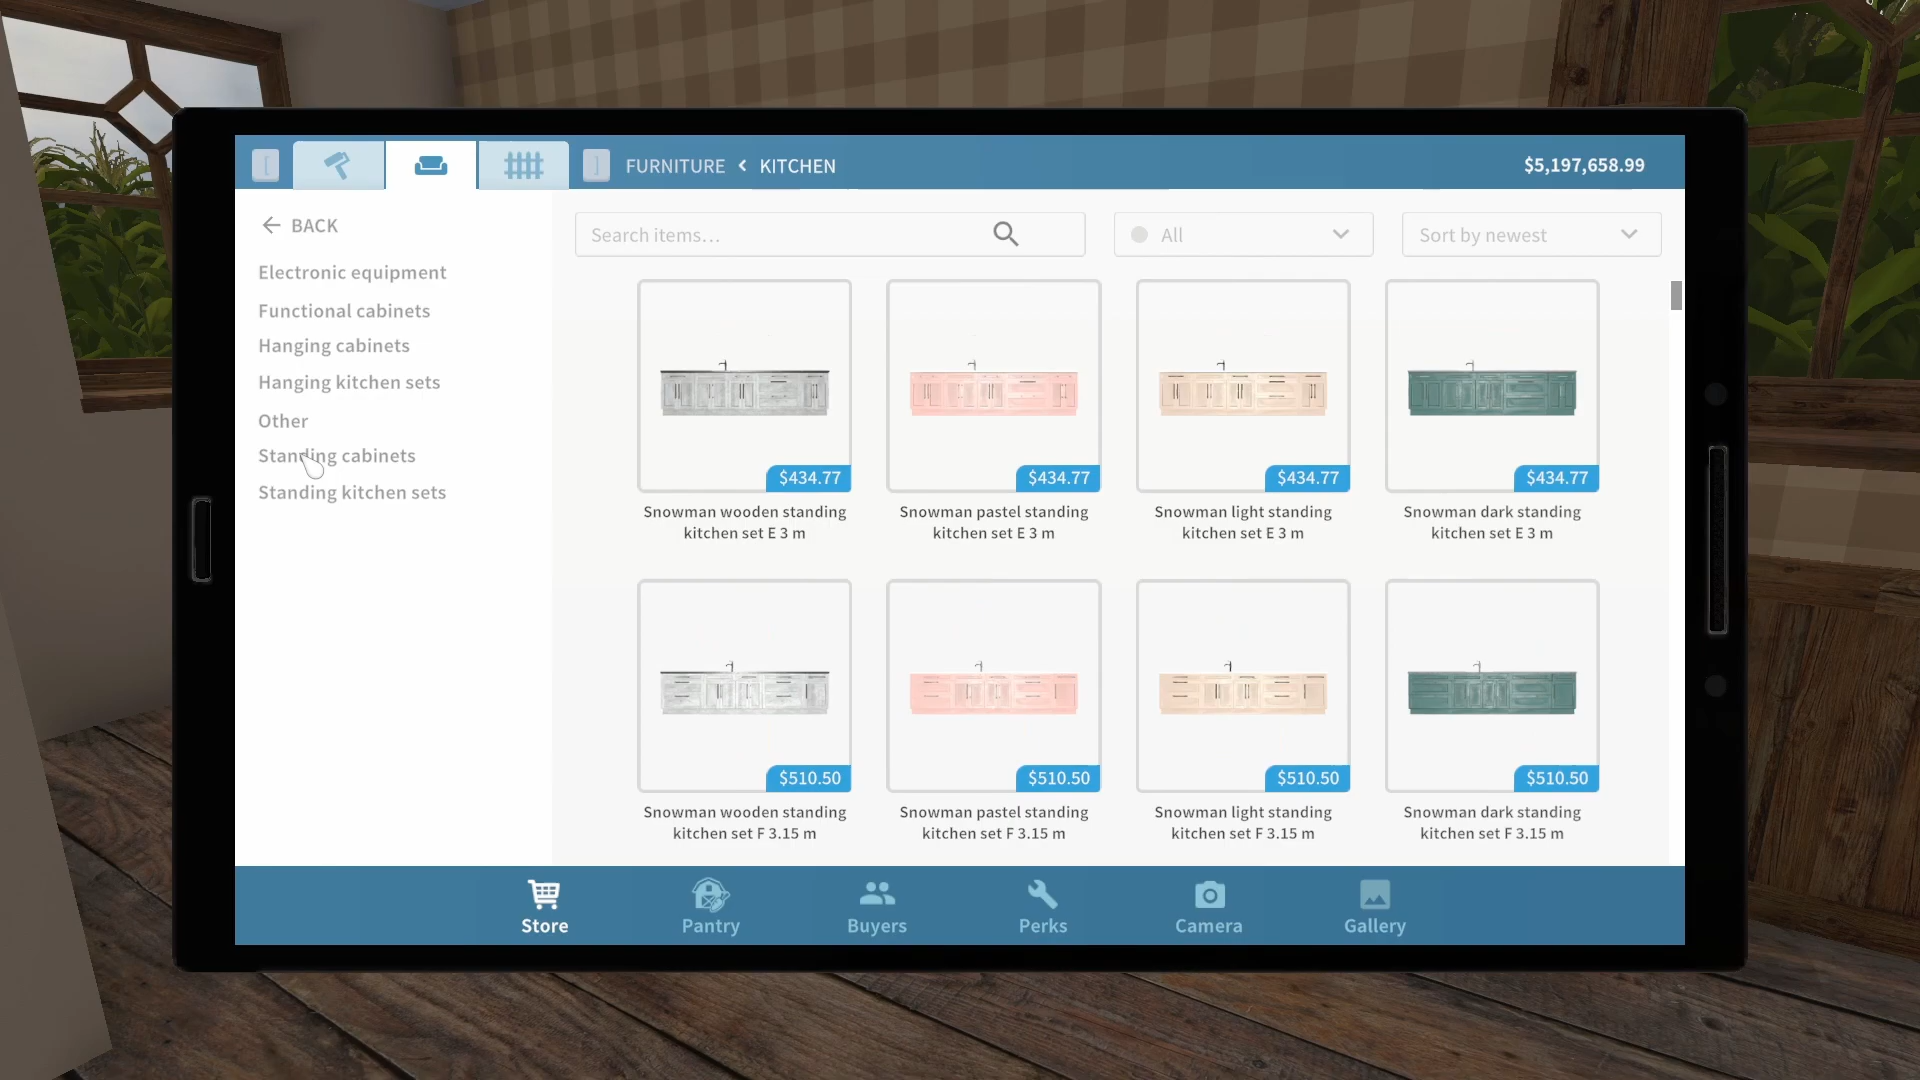 [
]
FURNITURE < KITCHEN
$5,197,658.99
BACK
Search items...
All
Sort by newest
Electronic equipment
Functional cabinets
Hanging cabinets
Hanging kitchen sets
Other
Standing cabinets
Standing kitchen sets
$434.77
$434.77
$434.77
$434.77
Snowman wooden standing
kitchen set E 3 m
Snowman pastel standing
kitchen set E 3 m
Snowman light standing
kitchen set E 3 m
Snowman dark standing
kitchen set E 3 m
$510.50
$510.50
$510.50
$510.50
Snowman wooden standing
kitchen set F 3.15 m
Snowman pastel standing
kitchen set F 3.15 m
Snowman light standing
kitchen set F 3.15 m
Snowman dark standing
kitchen set F 3.15 m
Store
Pantry
Buyers
Perks
Camera
Gallery